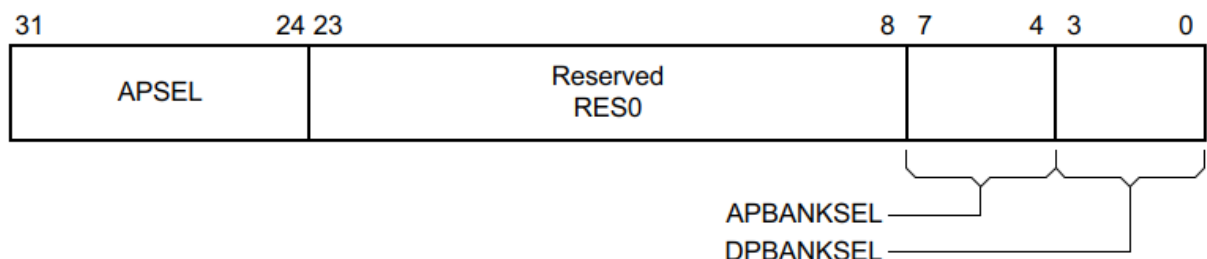 31 24 23 8 7 4 3 0
APSEL
Reserved
RES0
APBANKSEL
DPBANKSEL